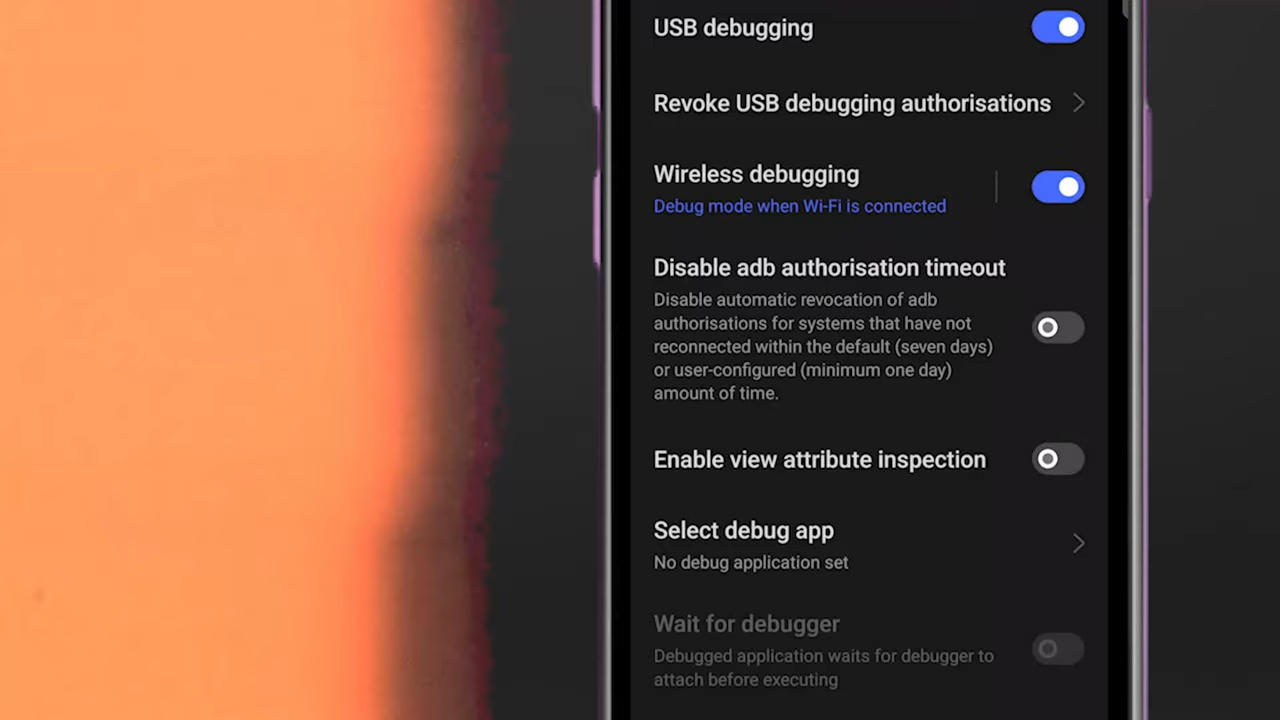 USB debugging
Revoke USB debugging authorisations
Wireless debugging
Debug mode when Wi-Fi is connected
Disable adb authorisation timeout
Disable automatic revocation of adb
authorisations for systems that have not
reconnected within the default (seven days)
or user-configured (minimum one day)
amount of time.
Enable view attribute inspection
Select debug app
No debug application set
Wait for debugger
Debugged application waits for debugger to
attach before executing